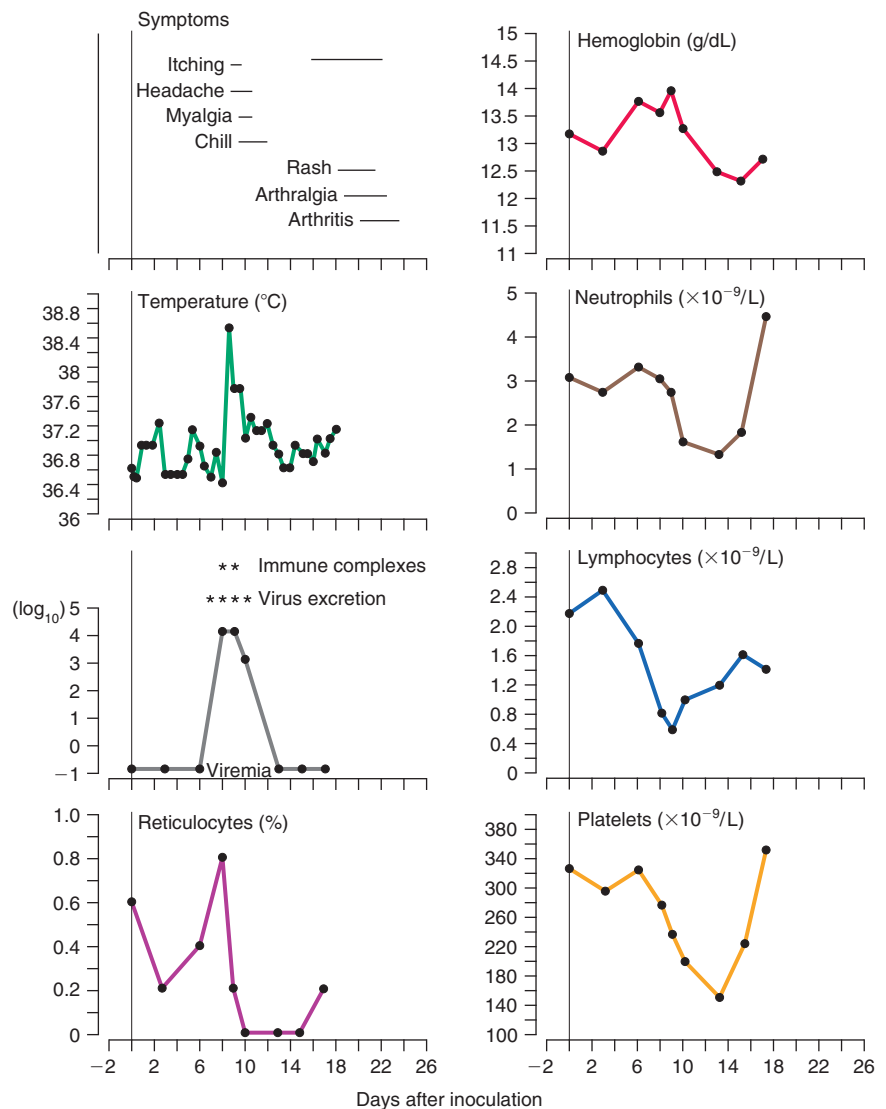 Symptoms
Itching
Headache
Myalgia
Chill
Rash
Arthralgia
Arthritis
Temperature (°C)
38.8
38.4
38
37.6
37.2
36.8
36.4
36
** Immune complexes
**** Virus excretion
(log10) 5
4
3
2
1
0
−1
Viremia
Reticulocytes (%)
1.0
0.8
0.6
0.4
0.2
0
−2 2 6 10 14 18 22 26
Hemoglobin (g/dL)
15
14.5
14
13.5
13
12.5
12
11.5
11
Neutrophils (×10−9/L)
5
4
3
2
1
0
Lymphocytes (×10−9/L)
2.8
2.4
2.0
1.6
1.2
0.8
0.4
0
Platelets (×10−9/L)
380
340
300
260
220
180
140
100
−2 2 6 10 14 18 22 26
Days after inoculation